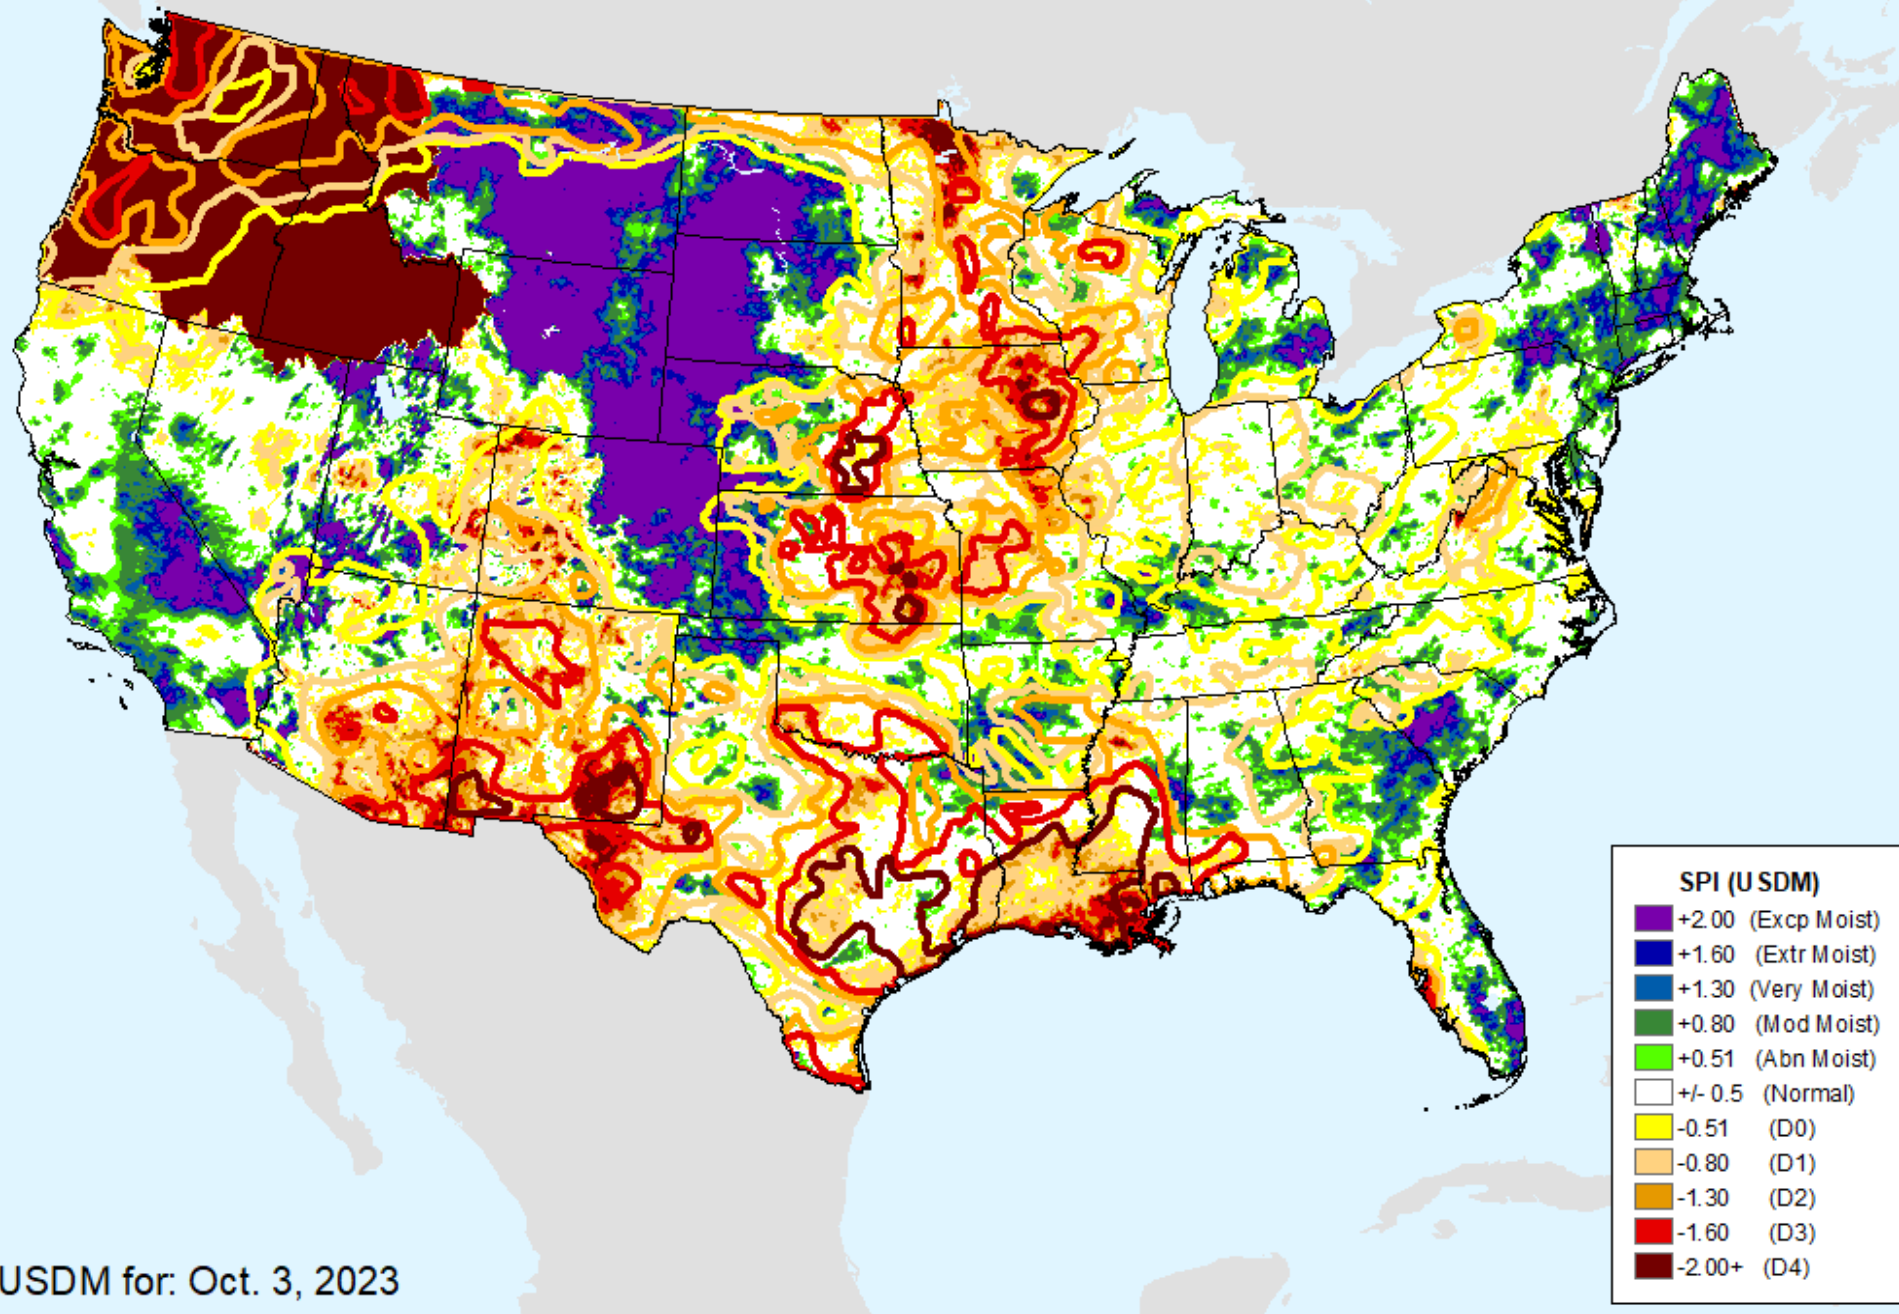 SPI (USDM)
+2.00 (Excp Moist)
+1.60 (Extr Moist)
+1.30 (Very Moist)
+0.80 (Mod Moist)
+0.51 (Abn Moist)
+/- 0.5 (Normal)
-0.51 (D0)
-0.80 (D1)
-1.30 (D2)
-1.60 (D3)
-2.00+ (D4)
USDM for: Oct. 3, 2023